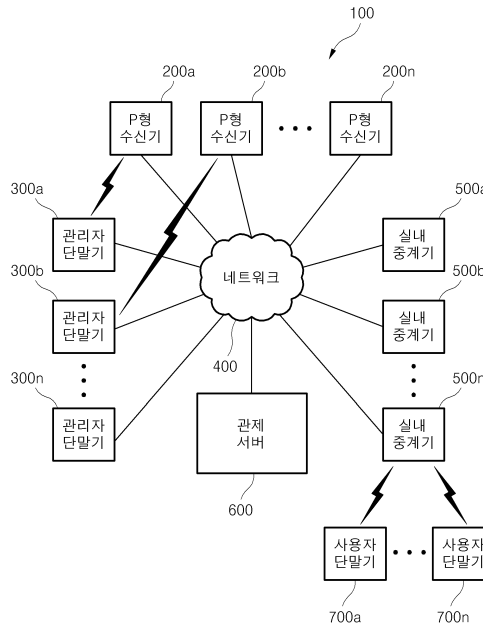 100
200a
200b
200n
P형
수신기
P형
수신기
P형
수신기
300a
관리자
단말기
500a
실내
중계기
300b
관리자
단말기
네트워크
500b
실내
중계기
400
300n
관리자
단말기
관제
서버
500n
실내
중계기
600
사용자
단말기
사용자
단말기
700a
700n